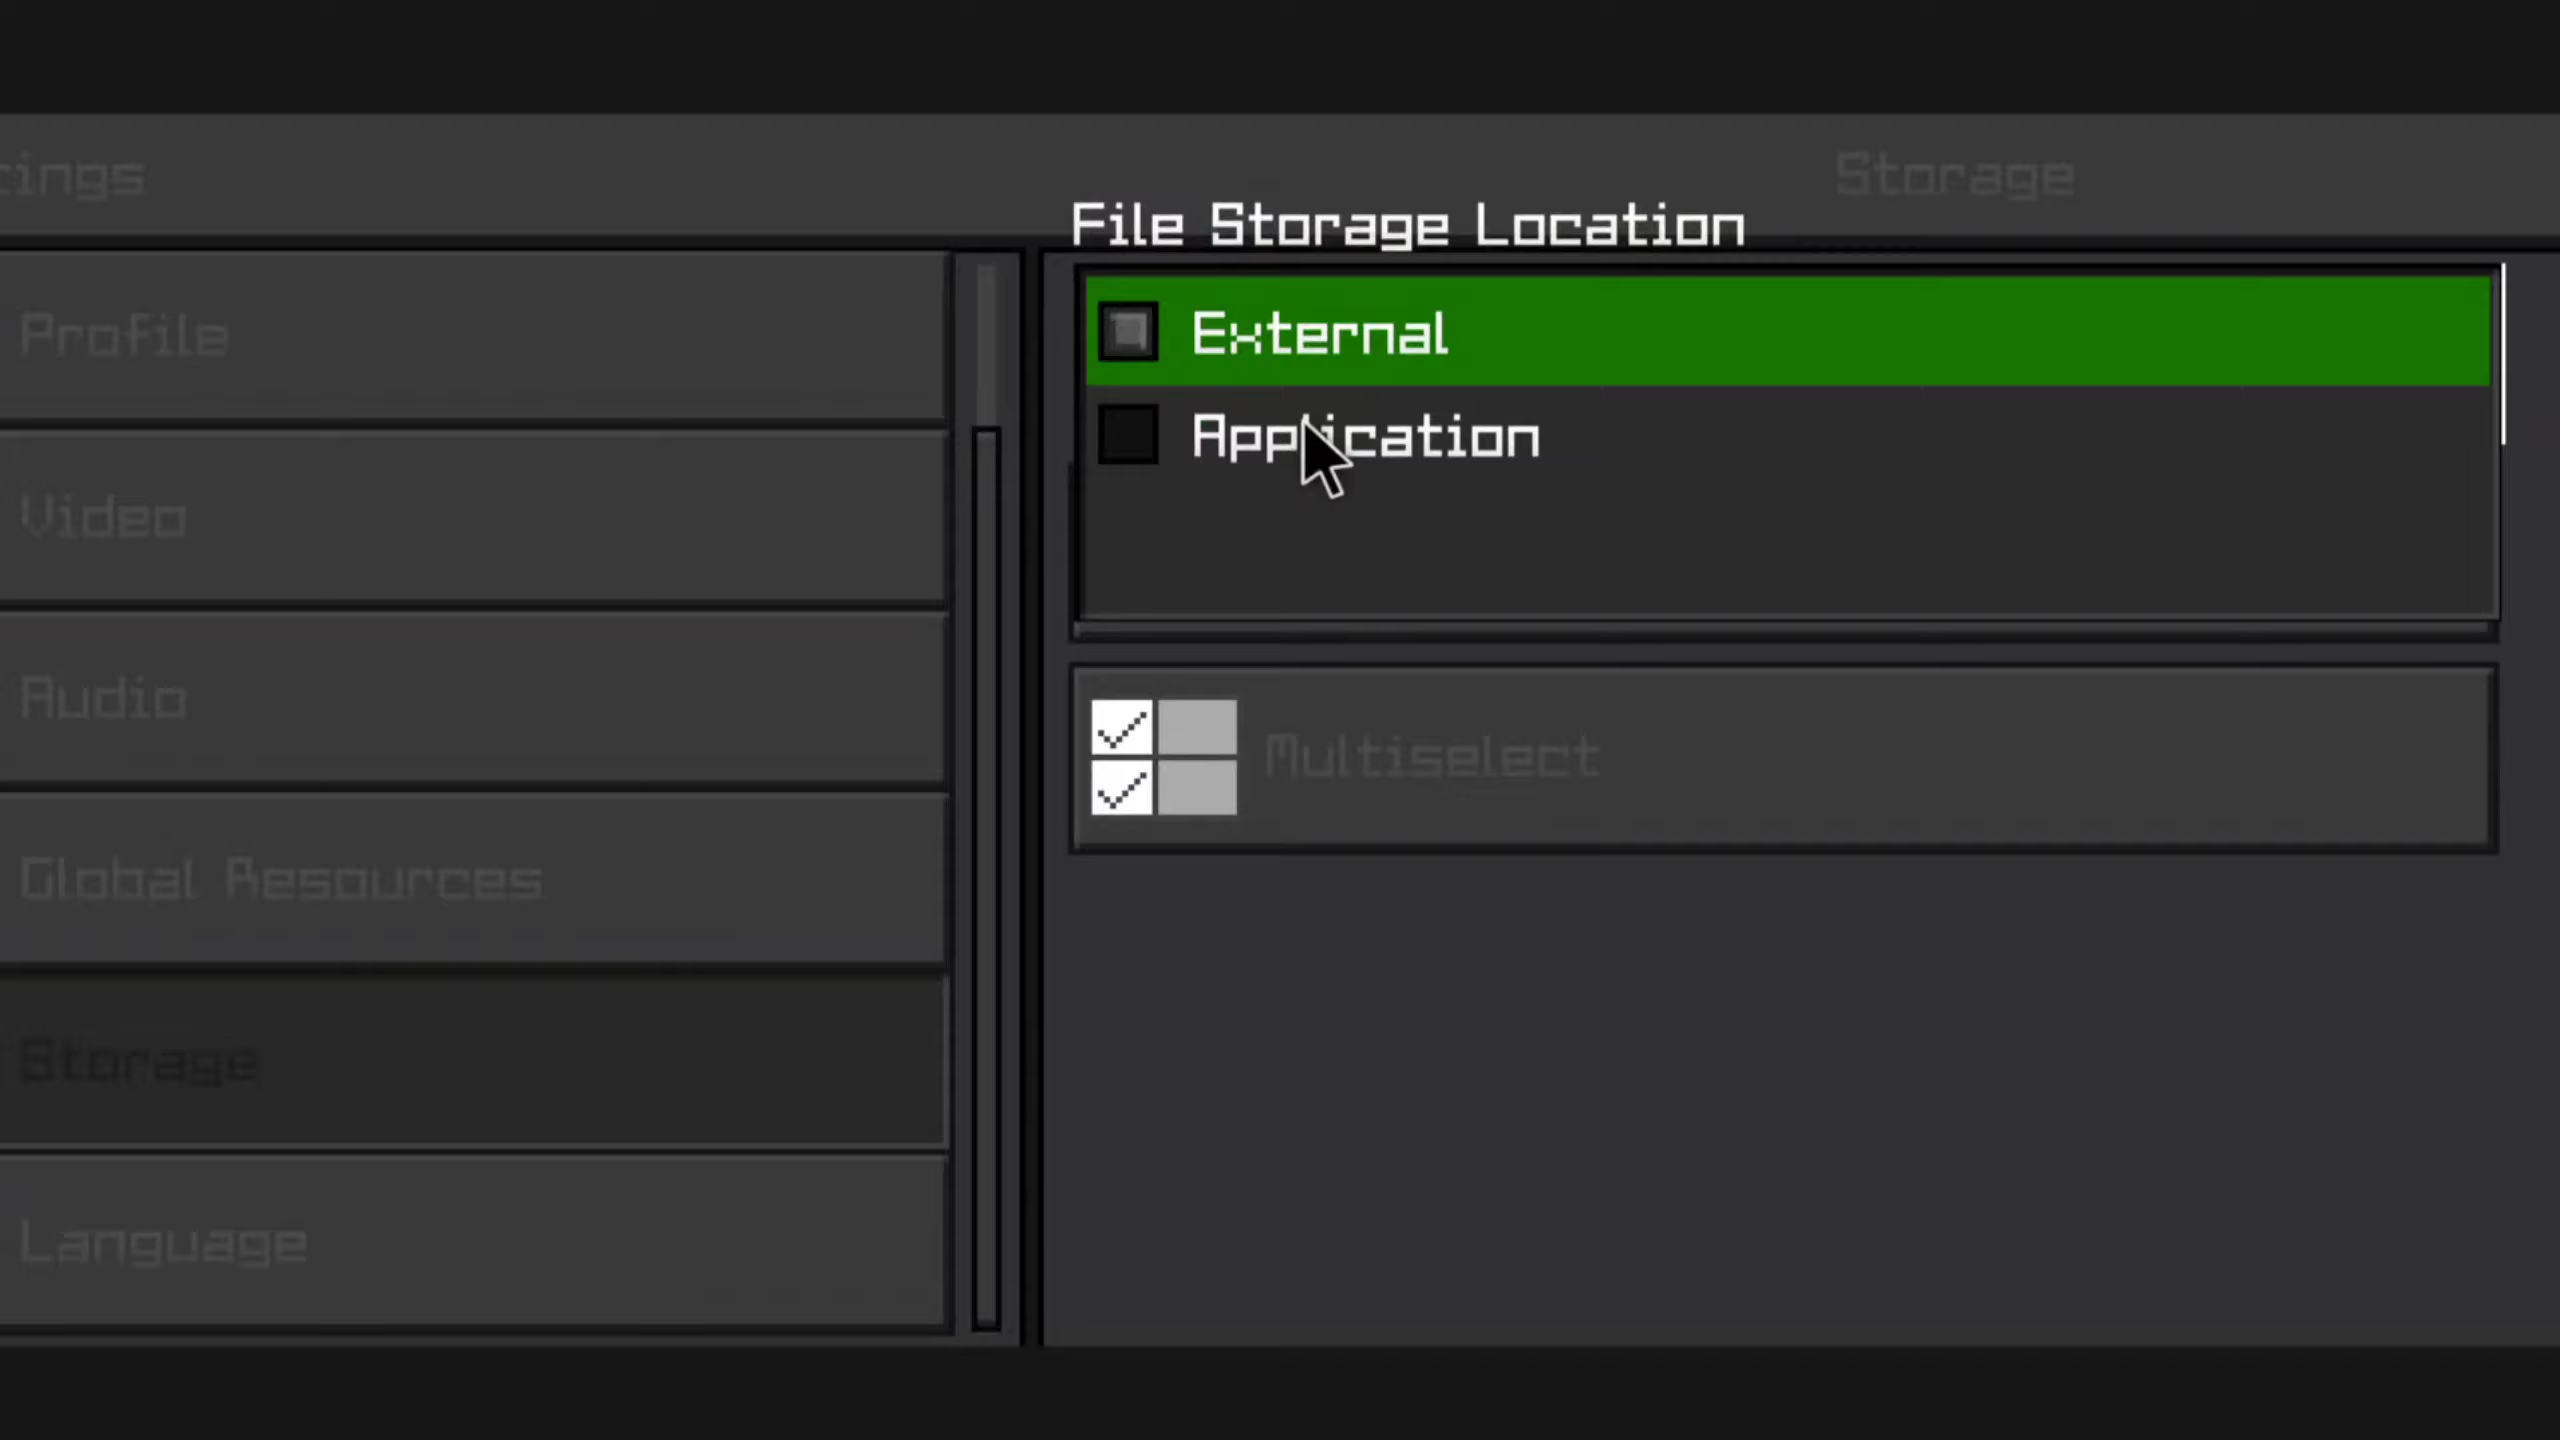 tings
Storage
File Storage Location
External
Application
Profile
Video
Audio
Global Resources
Storage
Language
Multiselect